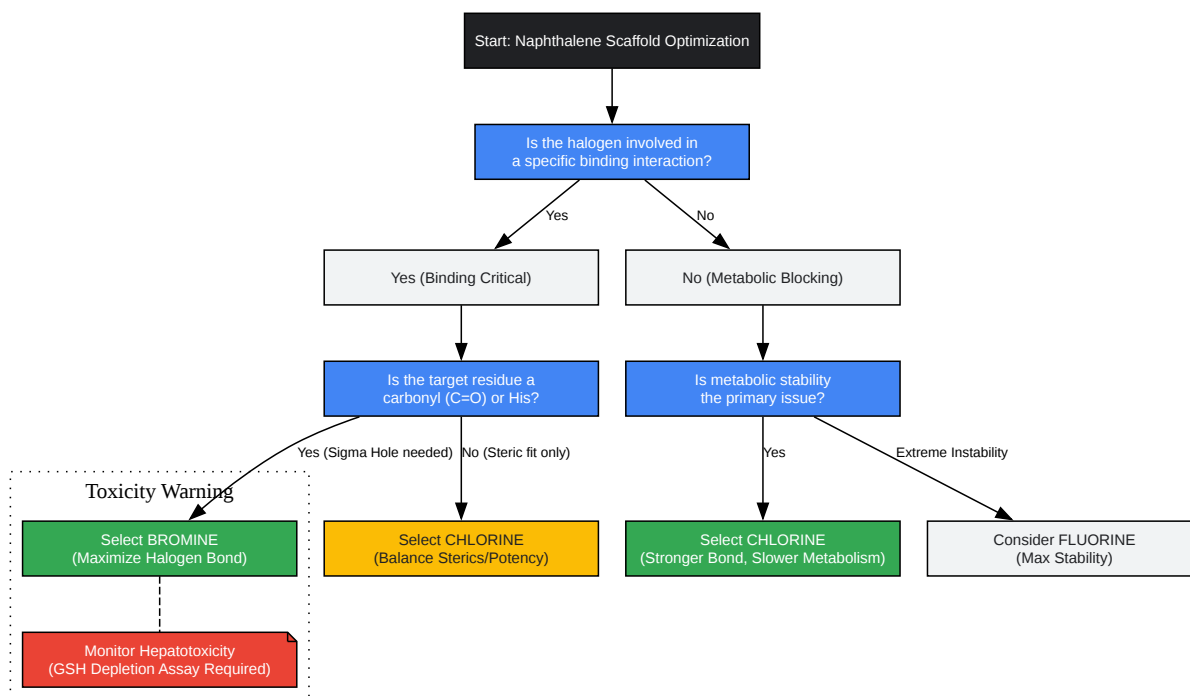 Start: Naphthalene Scaffold Optimization
Is the halogen involved in
a specific binding interaction?
Yes
No
Yes (Binding Critical)
No (Metabolic Blocking)
Is the target residue a
carbonyl (C=O) or His?
Is metabolic stability
the primary issue?
Yes (Sigma Hole needed)
No (Steric fit only)
Yes
Extreme Instability
Toxicity Warning
Select BROMINE
(Maximize Halogen Bond)
Select CHLORINE
(Balance Sterics/Potency)
Select CHLORINE
(Stronger Bond, Slower Metabolism)
Consider FLUORINE
(Max Stability)
Monitor Hepatotoxicity
(GSH Depletion Assay Required)